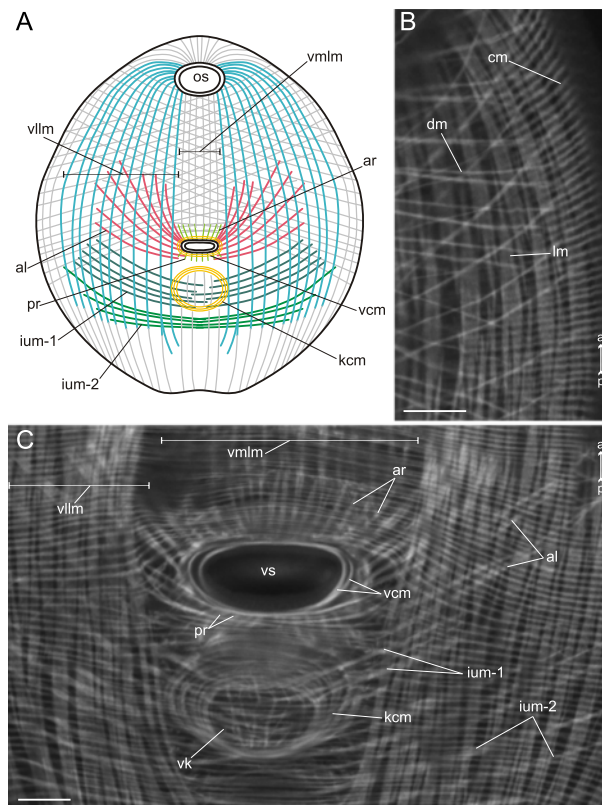 A
vmlm
os
vllm
ar
al
pr
vcm
ium-1
kcm
ium-2
B
cm
dm
lm
a
p
C
vmlm
a
p
ar
vllm
al
vs
vcm
pr
ium-1
ium-2
kcm
vk